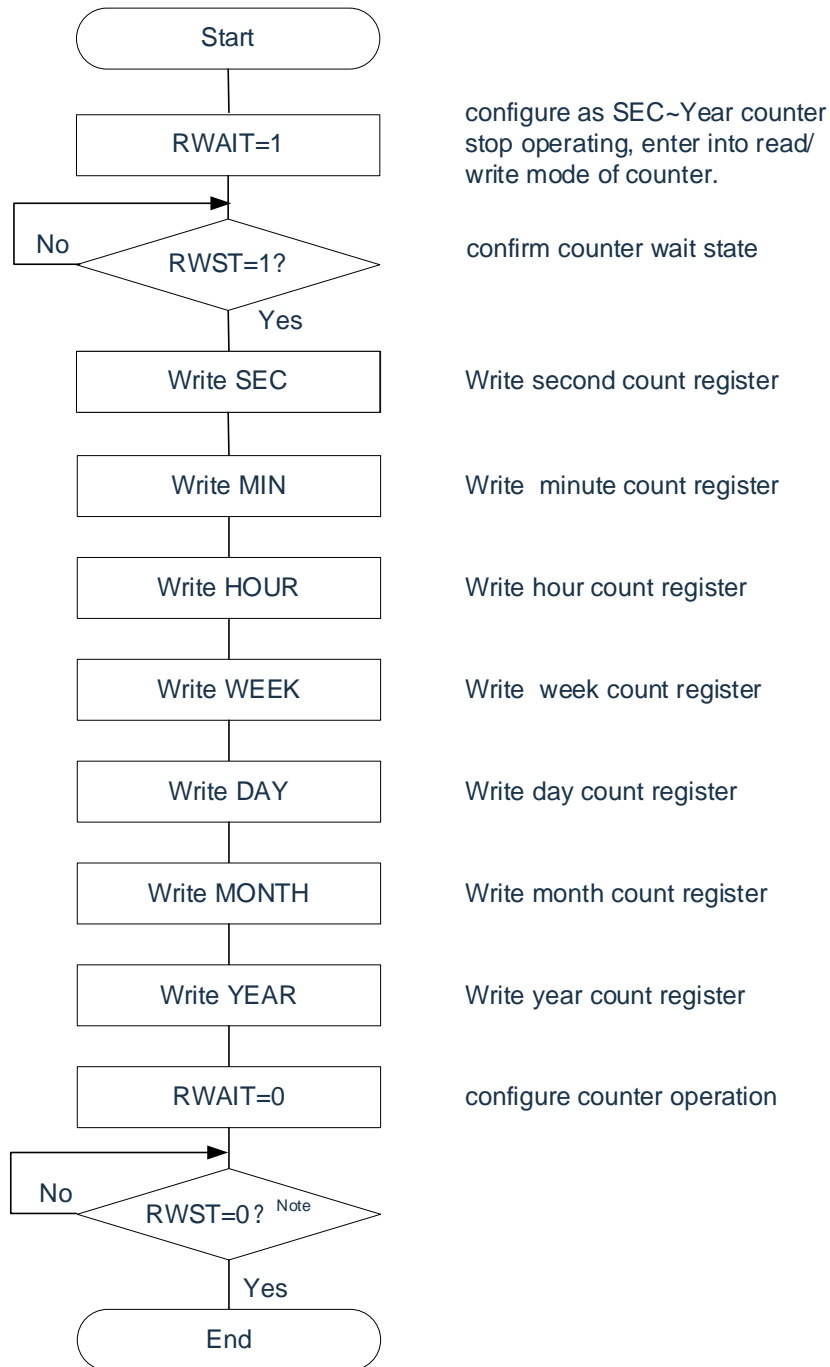 Start
RWAIT=1
configure as SEC~Year counter
stop operating, enter into read/
write mode of counter.
No
RWST=1?
confirm counter wait state
Yes
Write SEC
Write second count register
Write MIN
Write  minute count register
Write HOUR
Write hour count register
Write WEEK
Write  week count register
Write DAY
Write day count register
Write MONTH
Write month count register
Write YEAR
Write year count register
RWAIT=0
configure counter operation
No
RWST=0? Note
Yes
End